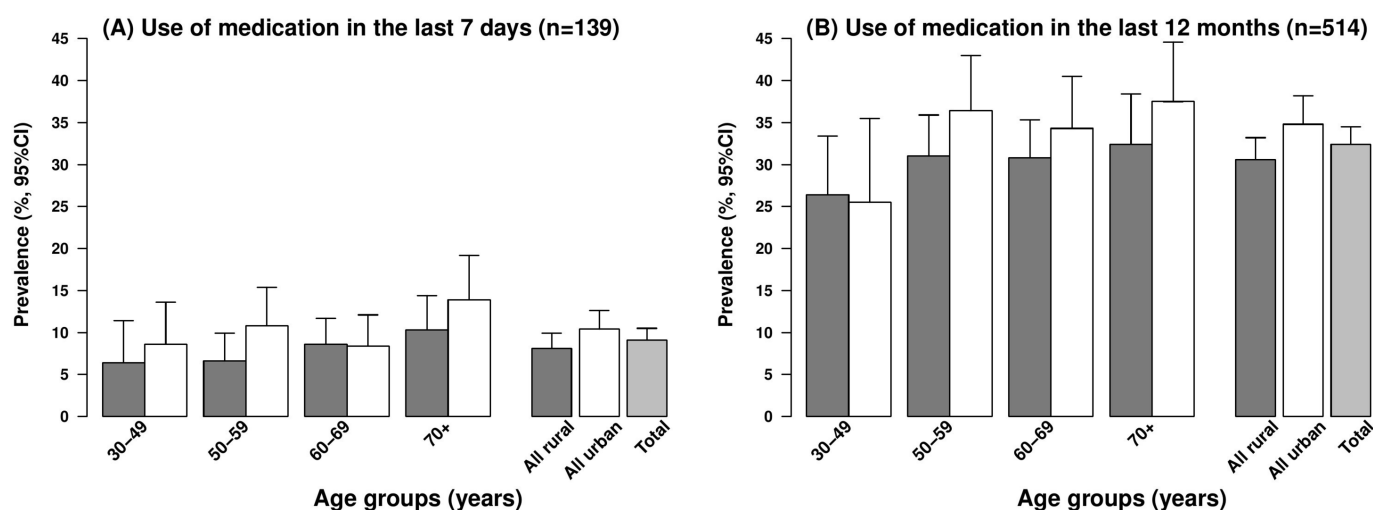 (A) Use of medication in the last 7 days (n=139)
Prevalence (%, 95%CI)
45
40
35
30
25
20
15
10
5
0
30–49
50–59
60–69
70+
All rural
All urban
Total
Age groups (years)
(B) Use of medication in the last 12 months (n=514)
Prevalence (%, 95%CI)
45
40
35
30
25
20
15
10
5
0
30–49
50–59
60–69
70+
All rural
All urban
Total
Age groups (years)